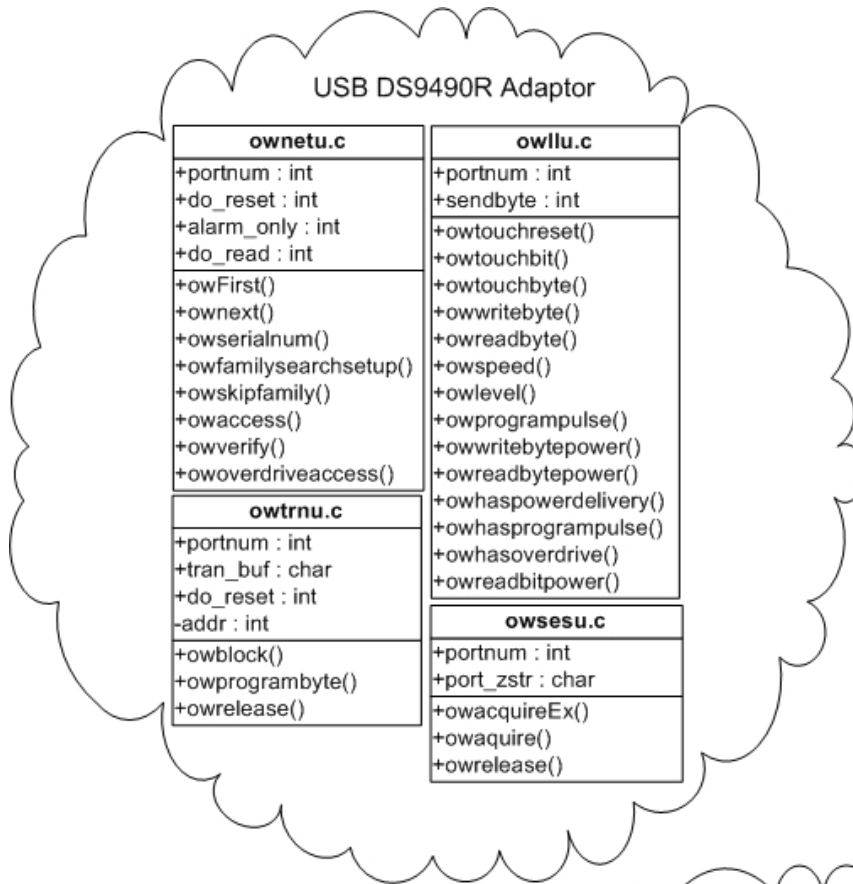 USB DS9490R Adaptor
ownetu.c
+portnum : int
+do_reset : int
+alarm_only : int
+do_read : int
+owFirst()
+ownext()
+owserialnum()
+owfamilysearchsetup()
+owskipfamily()
+owaccess()
+owverify()
+owoverdriveaccess()
owtrnu.c
+portnum : int
+tran_buf : char
+do_reset : int
-addr : int
+owblock()
+owprogrambyte()
+owrelease()
owllu.c
+portnum : int
+sendbyte : int
+owtouchreset()
+owtouchbit()
+owtouchbyte()
+owwritebyte()
+owreadbyte()
+owspeed()
+owlevel()
+owprogrampulse()
+owwritebytepower()
+owreadbytepower()
+owhaspowerdelivery()
+owhasprogrampulse()
+owhasoverdrive()
+owreadbitpower()
owsesu.c
+portnum : int
+port_zstr : char
+owacquireEx()
+owaquire()
+owrelease()